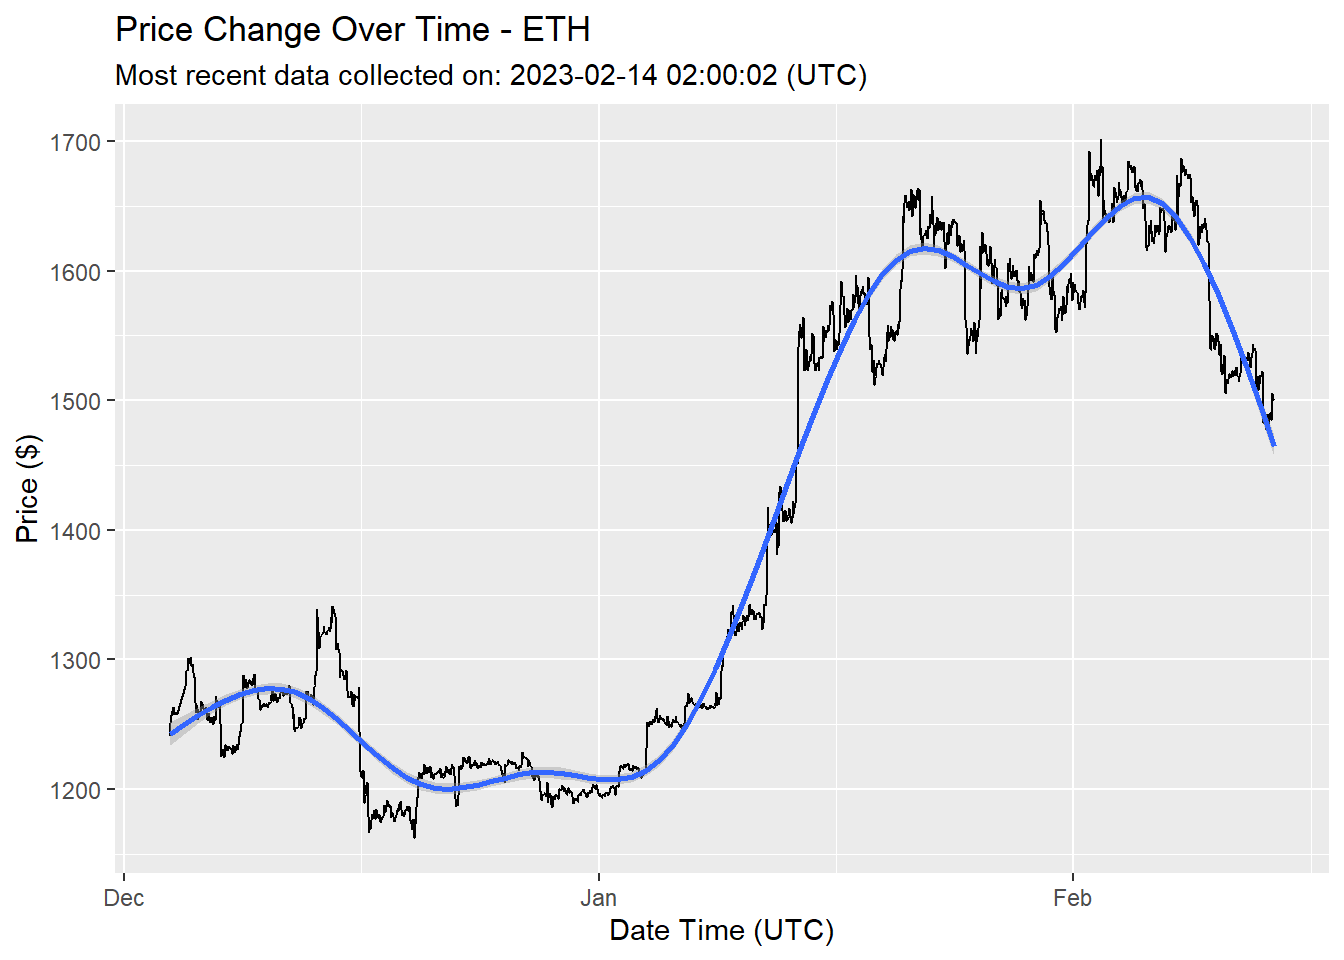 Price Change Over Time - ETH
Most recent data collected on: 2023-02-14 02:00:02 (UTC)
Price ($)
1700
1600
1500
1400
1300
1200
Dec
Jan
Feb
Date Time (UTC)